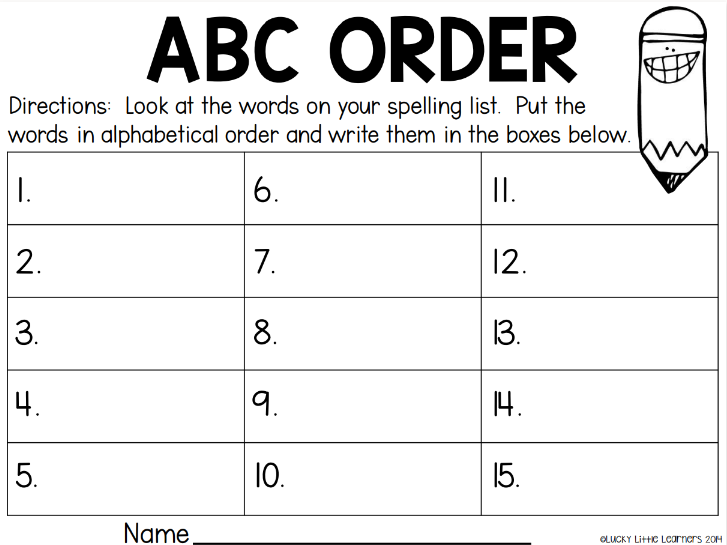 ABC ORDER
Directions: Look at the words on your spelling list. Put the
words in alphabetical order and write them in the boxes below.
1. 6. 11.
2. 7. 12.
3. 8. 13.
4. 9. 14.
5. 10. 15.
Name
©Lucky Little Learners 2014